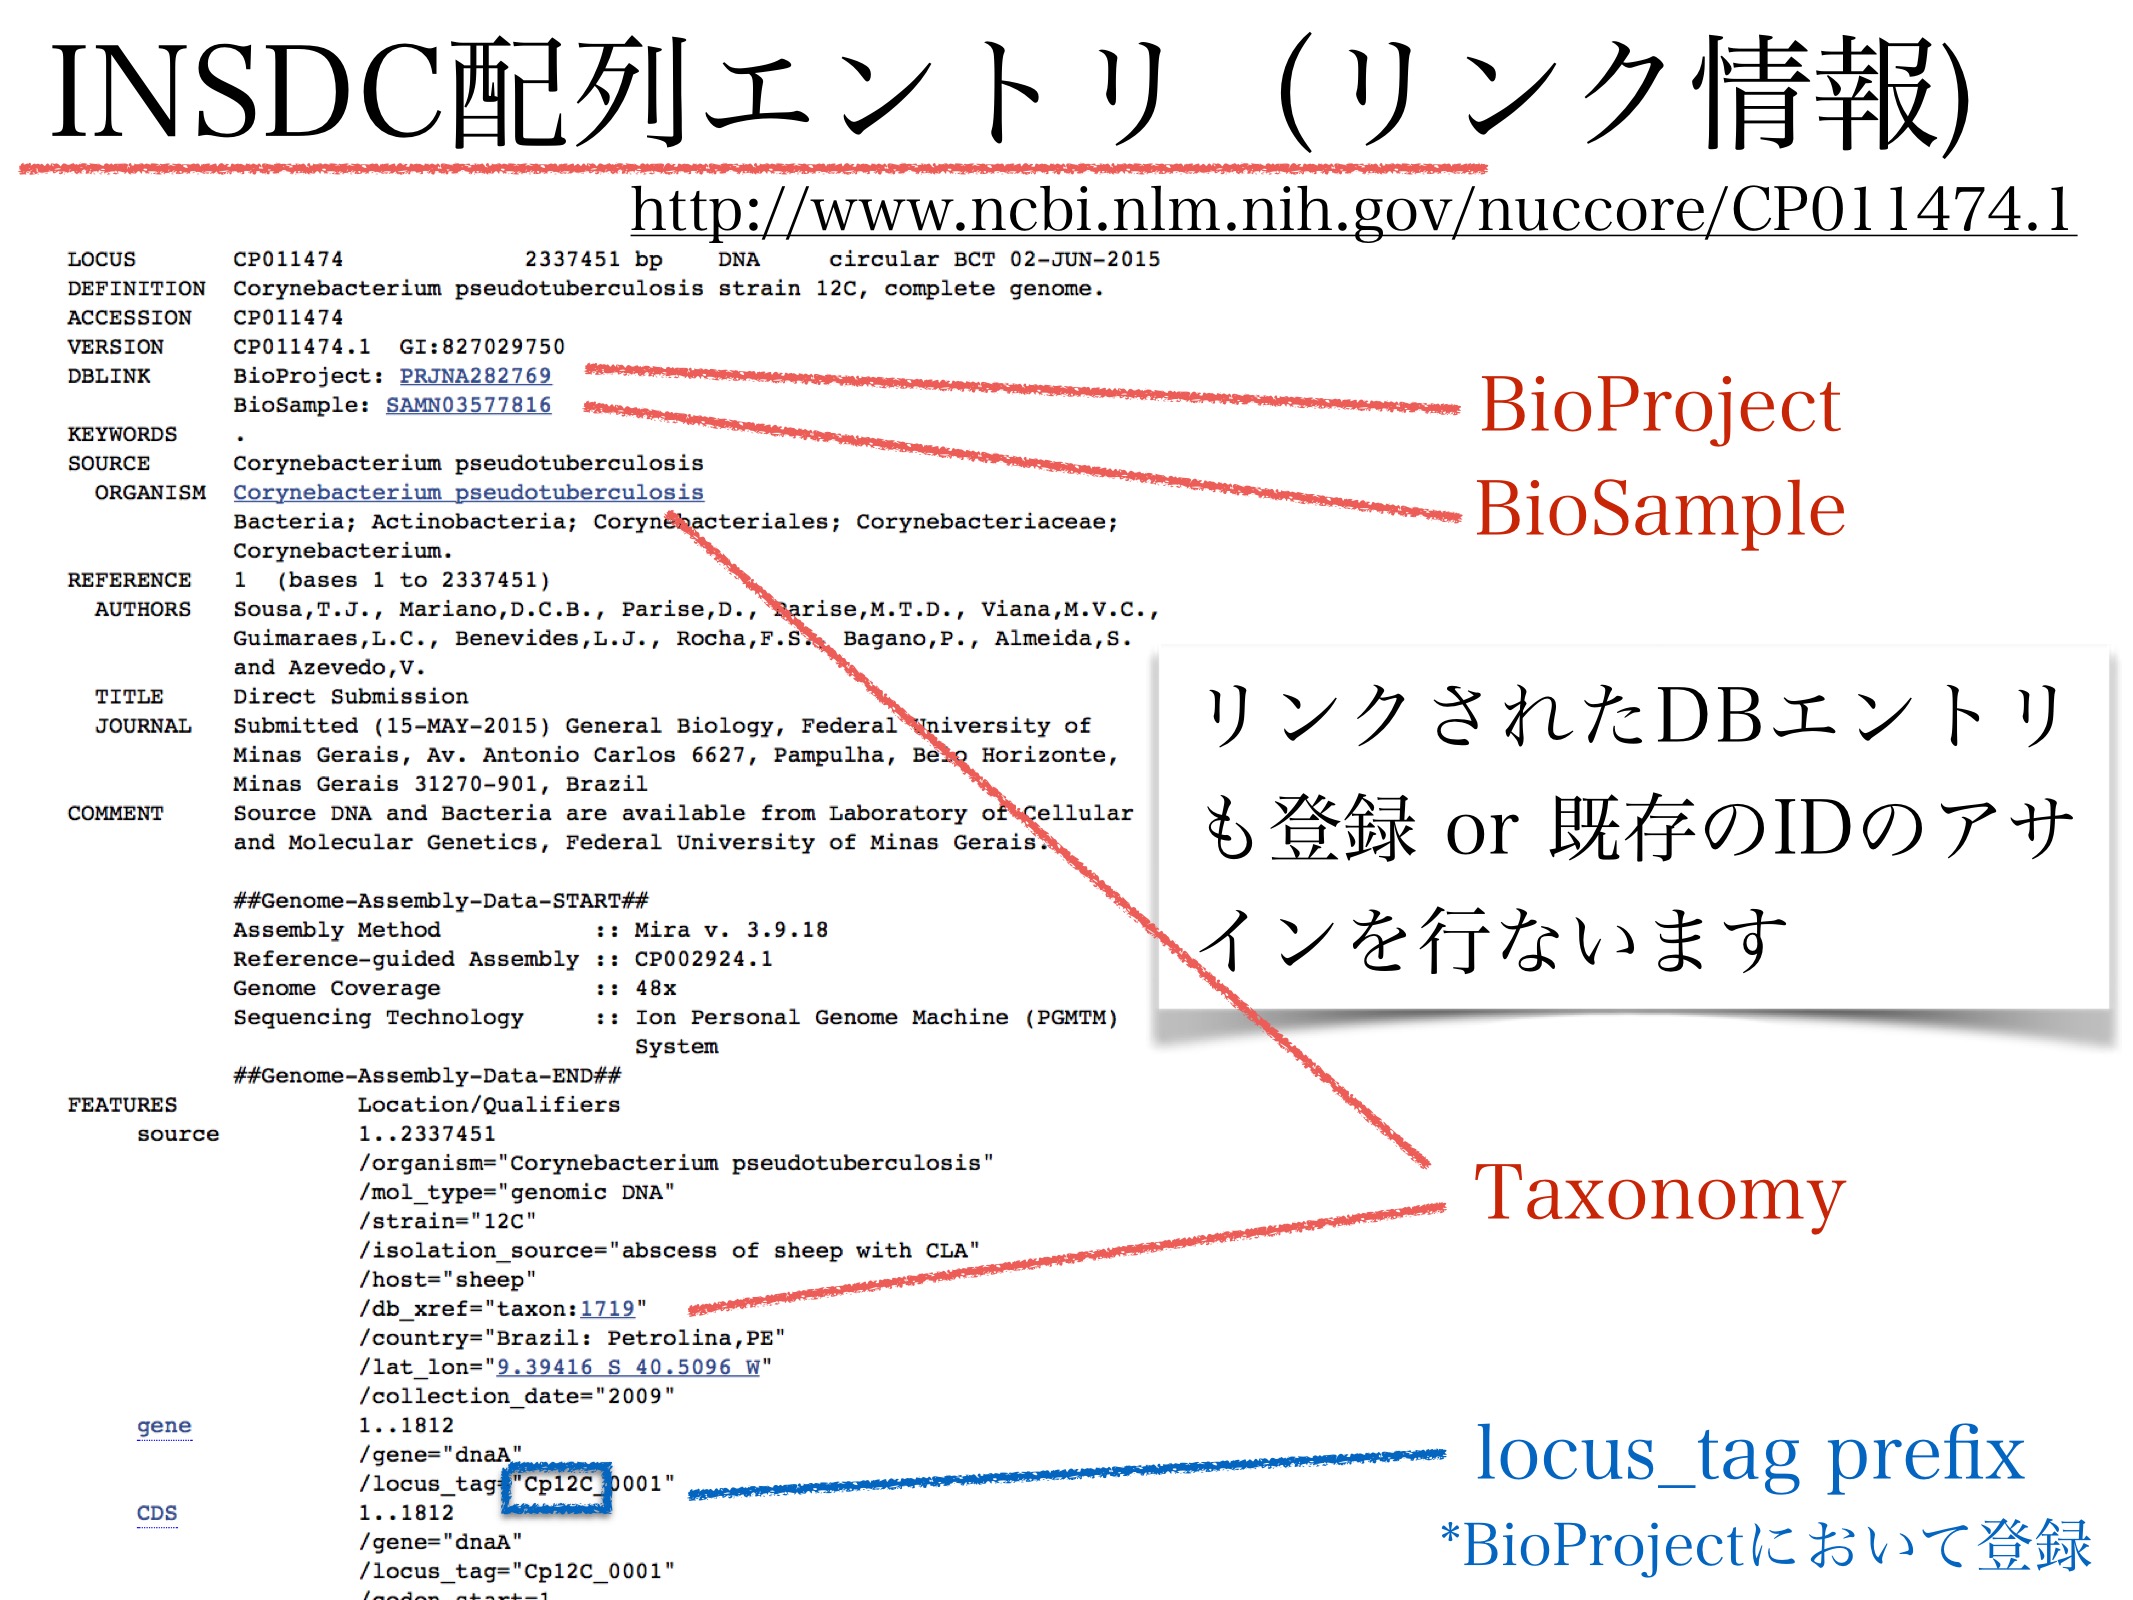 INSDC配列エントリ（リンク情報)
http://www.ncbi.nlm.nih.gov/nuccore/CP011474.1
LOCUS CP011474 2337451 bp DNA circular BCT 02-JUN-2015
DEFINITION Corynebacterium pseudotuberculosis strain 12C, complete genome.
ACCESSION CP011474
VERSION CP011474.1 GI:827029750
DBLINK BioProject: PRJNA282769
BioSample: SAMN03577816
KEYWORDS .
SOURCE Corynebacterium pseudotuberculosis
ORGANISM Corynebacterium pseudotuberculosis
Bacteria; Actinobacteria; Corynebacteriales; Corynebacteriaceae;
Corynebacterium.
REFERENCE 1 (bases 1 to 2337451)
AUTHORS Sousa,T.J., Mariano,D.C.B., Parise,D., Parise,M.T.D., Viana,M.V.C.,
Guimaraes,L.C., Benevides,L.J., Rocha,F.S., Bagano,P., Almeida,S.
and Azevedo,V.
TITLE Direct Submission
JOURNAL Submitted (15-MAY-2015) General Biology, Federal University of
Minas Gerais, Av. Antonio Carlos 6627, Pampulha, Belo Horizonte,
Minas Gerais 31270-901, Brazil
COMMENT Source DNA and Bacteria are available from Laboratory of Cellular
and Molecular Genetics, Federal University of Minas Gerais.
##Genome-Assembly-Data-START##
Assembly Method :: Mira v. 3.9.18
Reference-guided Assembly :: CP002924.1
Genome Coverage :: 48x
Sequencing Technology :: Ion Personal Genome Machine (PGMTM)
System
##Genome-Assembly-Data-END##
FEATURES Location/Qualifiers
source 1..2337451
/organism="Corynebacterium pseudotuberculosis"
/mol_type="genomic DNA"
/strain="12C"
/isolation_source="abscess of sheep with CLA"
/host="sheep"
/db_xref="taxon:1719"
/country="Brazil: Petrolina,PE"
/lat_lon="9.39416 S 40.5096 W"
/collection_date="2009"
gene 1..1812
/gene="dnaA"
/locus_tag="Cp12C_0001"
CDS 1..1812
/gene="dnaA"
/locus_tag="Cp12C_0001"
/codon_start=1
BioProject
BioSample
リンクされたDBエントリ
も登録 or 既存のIDのアサ
インを行ないます
Taxonomy
locus_tag prefix
*BioProjectにおいて登録